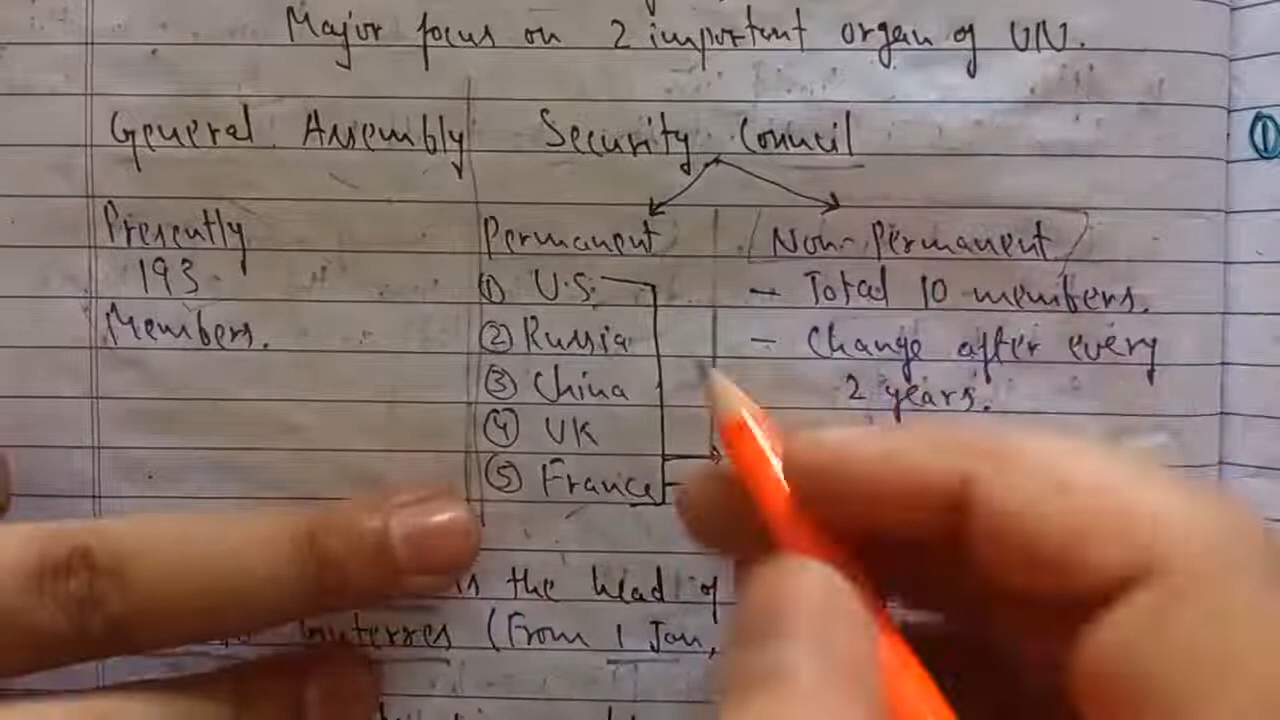 Major focus on 2 important organ of UN.
General Assembly
Security Council
①
Presently
193
Members.
Permanent
① U.S.
② Russia
③ China
④ UK
⑤ France
Non-Permanent
- Total 10 members.
- Change after every
2 years.
is the head of
Guterres (From 1 Jan,